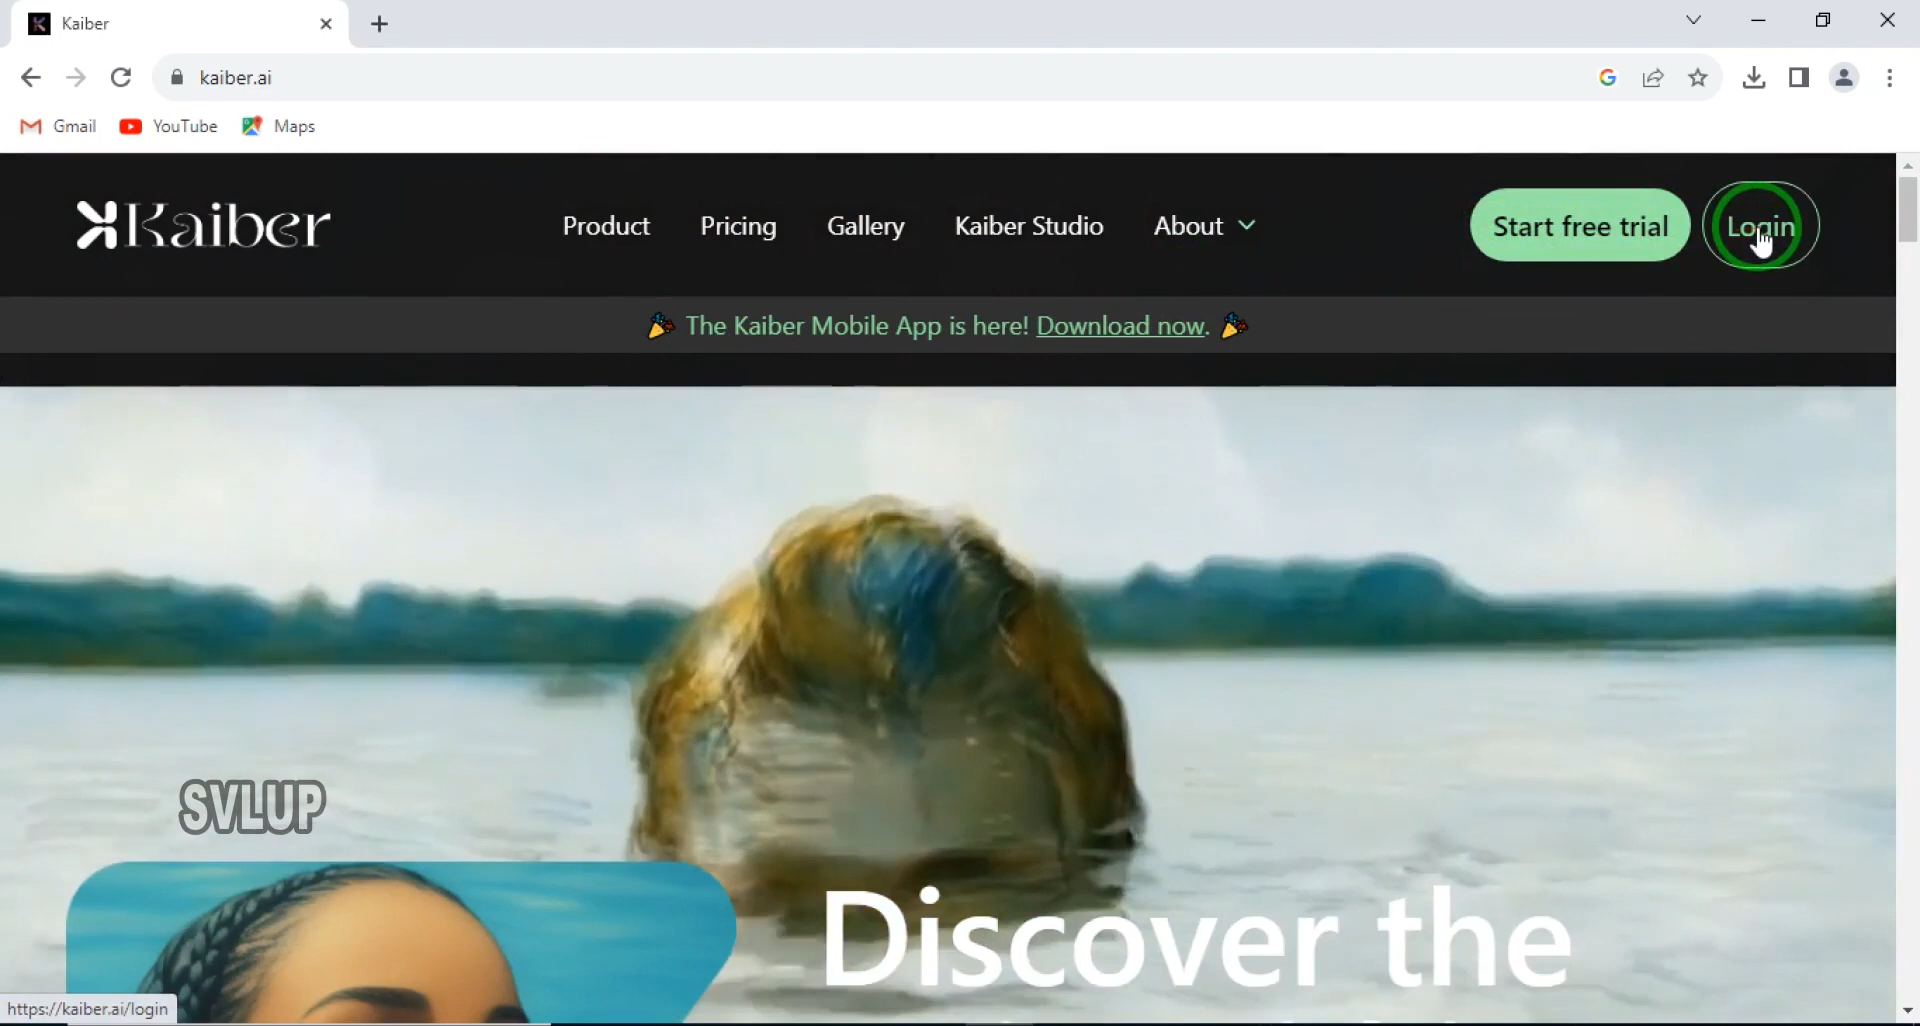 Kaiber
kaiber.ai
Gmail YouTube Maps
Kaiber Product Pricing Gallery Kaiber Studio About Start free trial Login
The Kaiber Mobile App is here! Download now.
SVLUP
Discover the
https://kaiber.ai/login